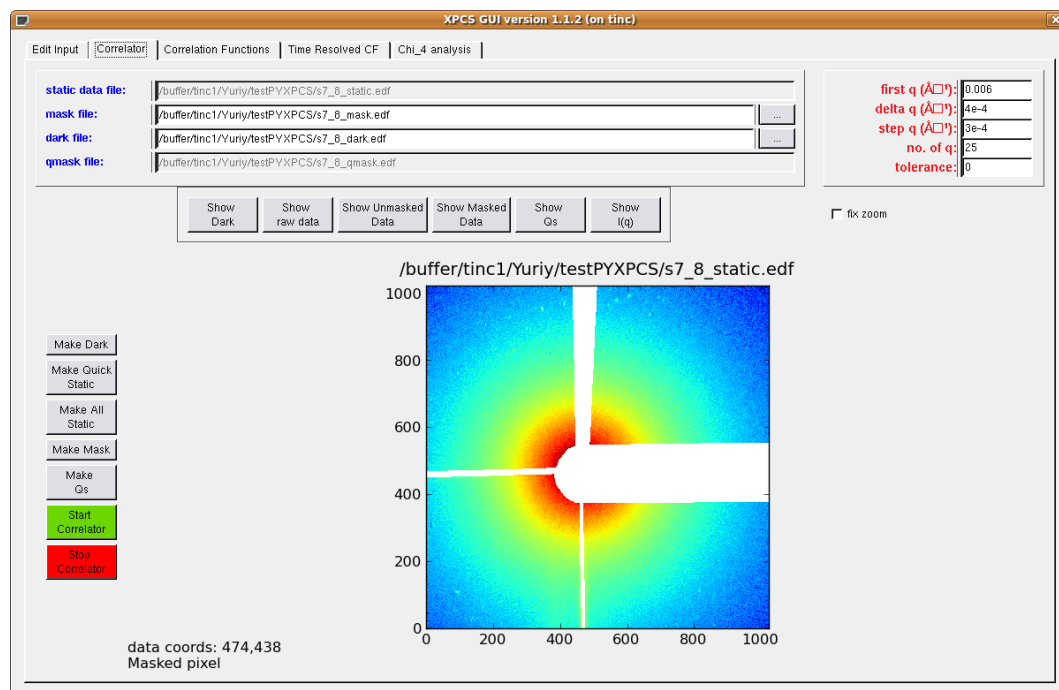 XPCS GUI version 1.1.2 (on tinc)
Edit Input Correlator Correlation Functions Time Resolved CF Chi_4 analysis
static data file: /buffer/tinc1/Yuriy/testPYXPCS/s7_8_static.edf
mask file: /buffer/tinc1/Yuriy/testPYXPCS/s7_8_mask.edf ...
dark file: /buffer/tinc1/Yuriy/testPYXPCS/s7_8_dark.edf ...
qmask file: /buffer/tinc1/Yuriy/testPYXPCS/s7_8_qmask.edf
first q (Â□¹): 0.006
delta q (Â□¹): 4e-4
step q (Â□¹): 3e-4
no. of q: 25
tolerance: 0
Show
Dark
Show
raw data
Show Unmasked
Data
Show Masked
Data
Show
Qs
Show
I(q)
fix zoom
/buffer/tinc1/Yuriy/testPYXPCS/s7_8_static.edf
Make Dark
Make Quick
Static
Make All
Static
Make Mask
Make
Qs
Start
Correlator
Stop
Correlator
1000
800
600
400
200
0
0 200 400 600 800 1000
data coords: 474,438
Masked pixel